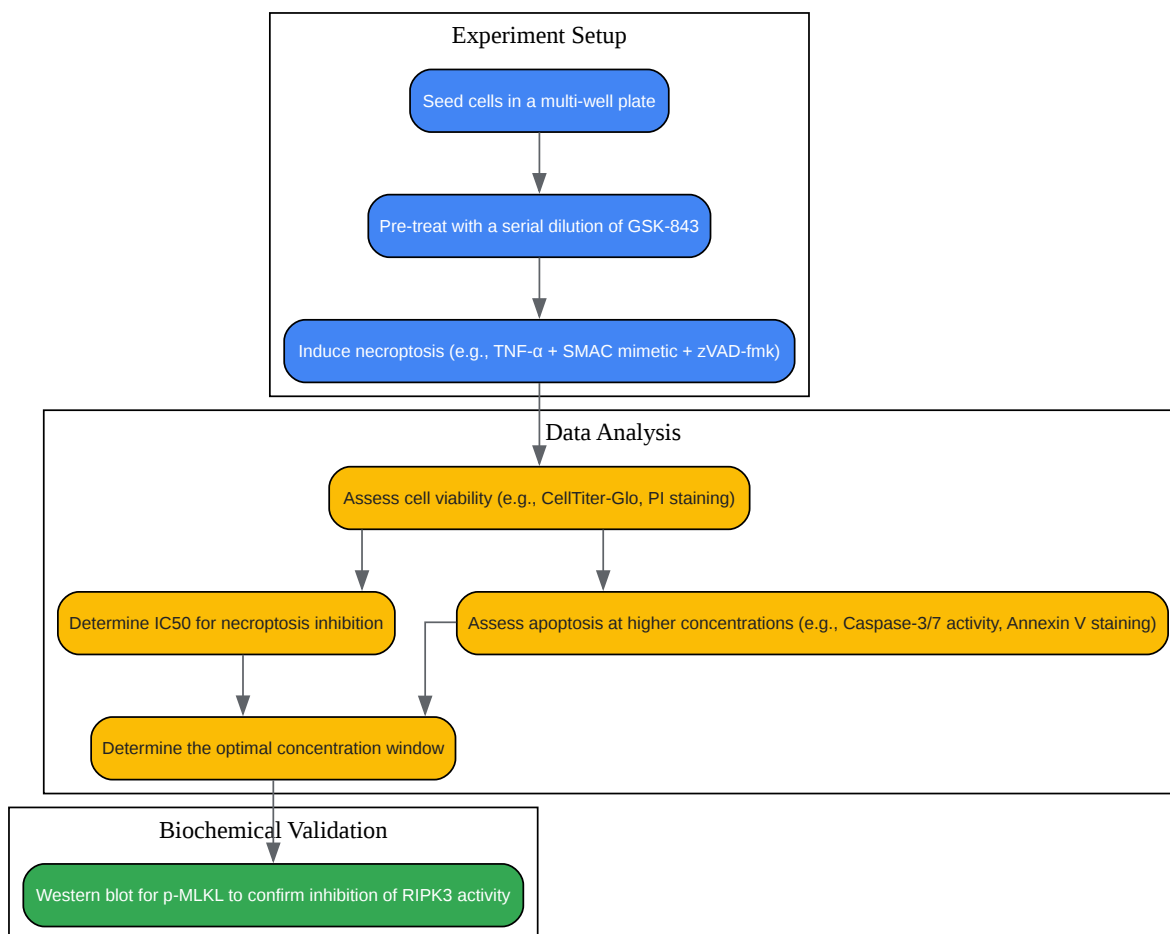 Experiment Setup
Seed cells in a multi-well plate
Pre-treat with a serial dilution of GSK-843
Induce necroptosis (e.g., TNF-α + SMAC mimetic + zVAD-fmk)
Data Analysis
Assess cell viability (e.g., CellTiter-Glo, PI staining)
Determine IC50 for necroptosis inhibition
Assess apoptosis at higher concentrations (e.g., Caspase-3/7 activity, Annexin V staining)
Determine the optimal concentration window
Biochemical Validation
Western blot for p-MLKL to confirm inhibition of RIPK3 activity